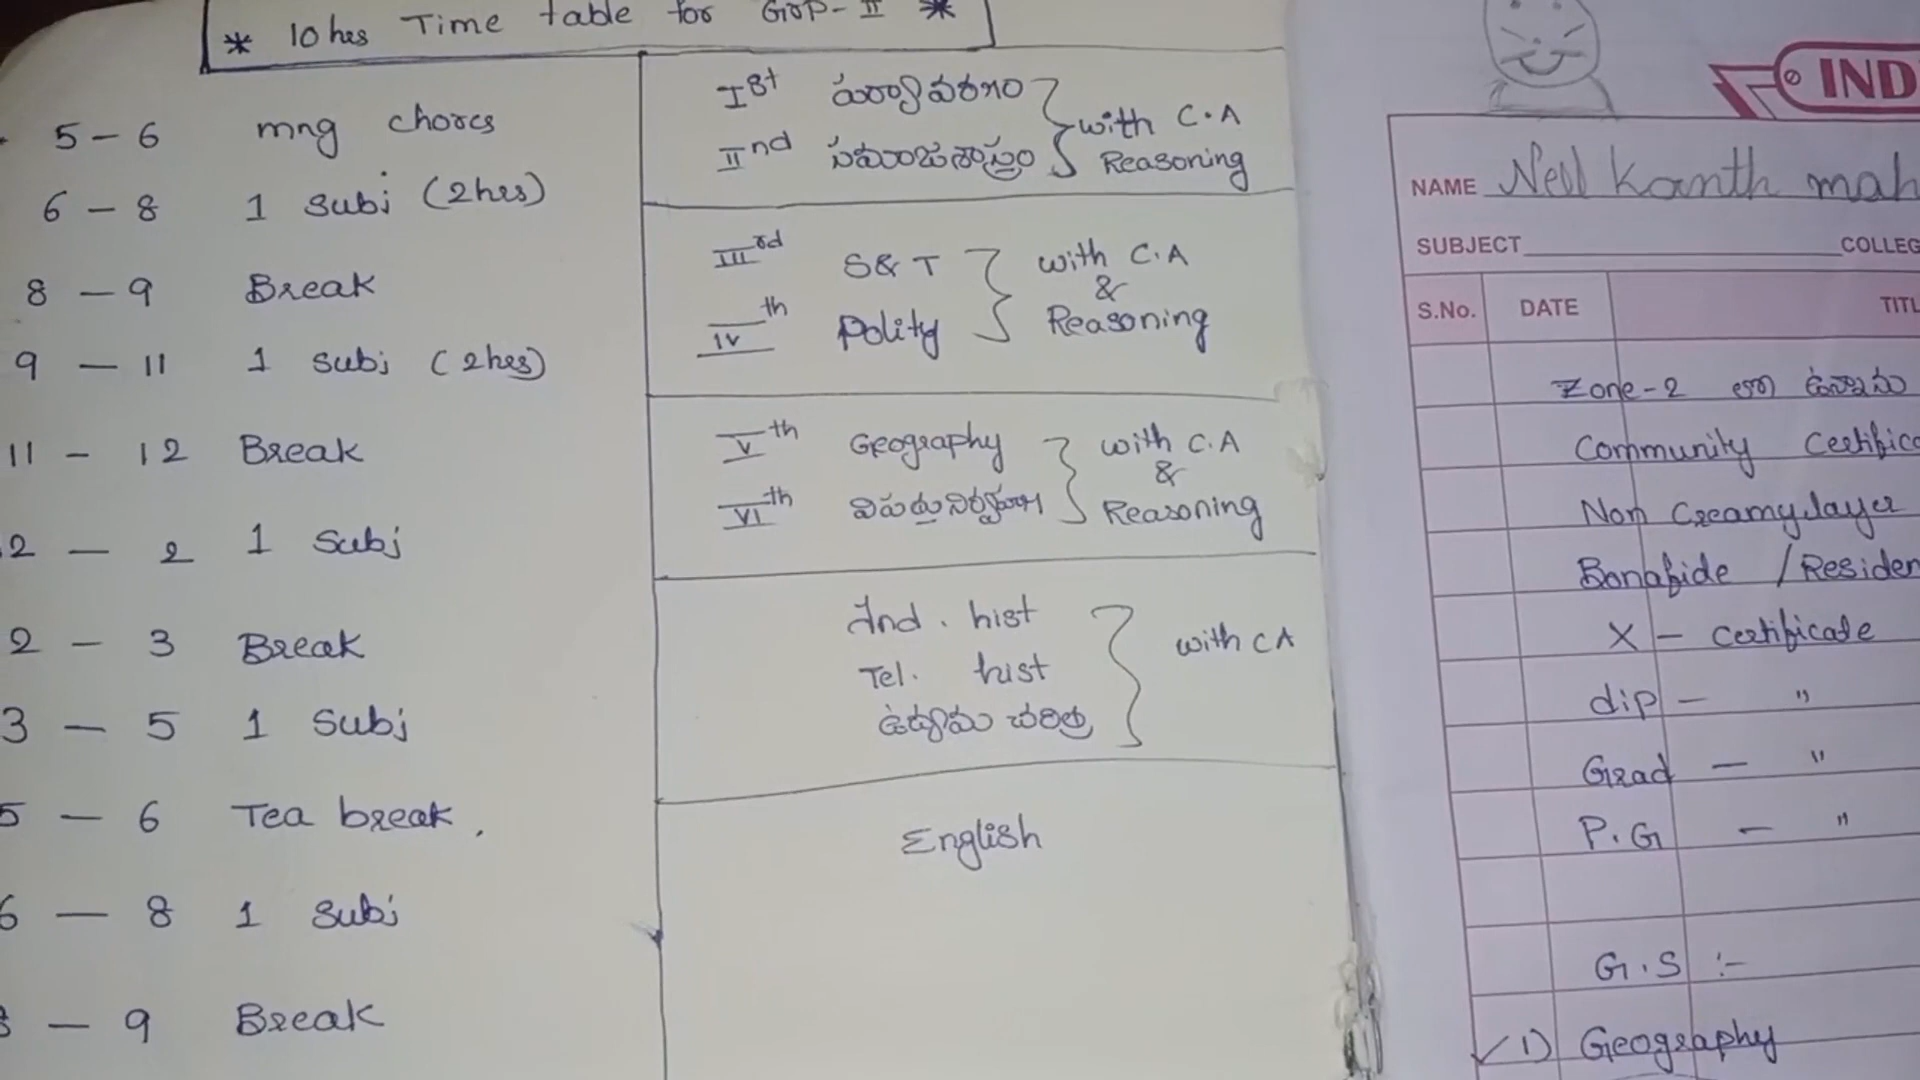 * 10 hrs Time table for Grp-II *
5 - 6 mng chores
6 - 8 1 subj (2hrs)
8 - 9 Break
9 - 11 1 subj (2hrs)
11 - 12 Break
2 - 2 1 subj
2 - 3 Break
3 - 5 1 subj
5 - 6 Tea break.
6 - 8 1 subj
- 9 Break
Ist పర్యావరణం
IInd సమాజశాస్త్రం
with C.A
Reasoning
IIIrd S&T
IVth Polity
with C.A
&
Reasoning
Vth Geography
VIth విపత్తునిర్వహణ
with C.A
&
Reasoning
Ind. hist
Tel. hist
ఉద్యమ చరిత్ర
with CA
English
IND
NAME Neel Kanth mah
SUBJECT COLLEG
S.No. DATE TITL
Zone-2
Community Certific
Non Creamylayer
Bonafide / Residen
X - Certificate
dip - "
Grad - "
P.G - "
G.S :-
✓ 1) Geography